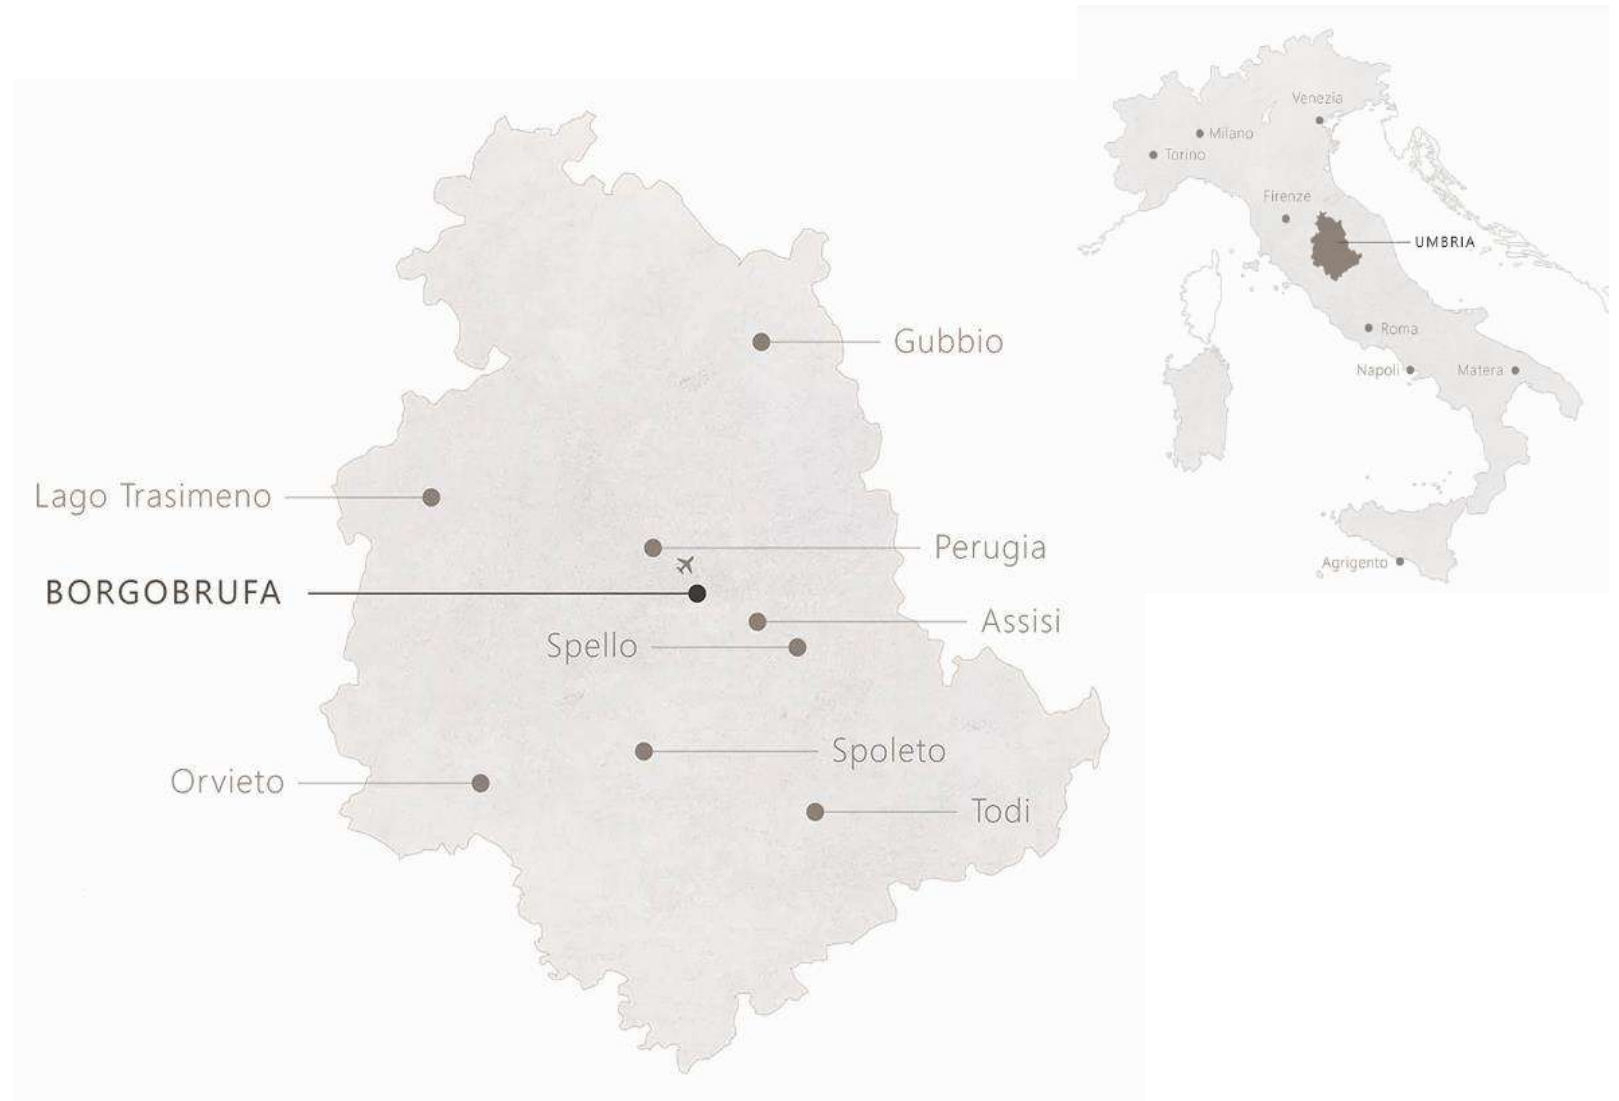 Venezia
Milano
Torino
Firenze
UMBRIA
Roma
Napoli
Matera
Agrigento
Gubbio
Lago Trasimeno
Perugia
BORGOBRUFA
Assisi
Spello
Spoleto
Orvieto
Todi